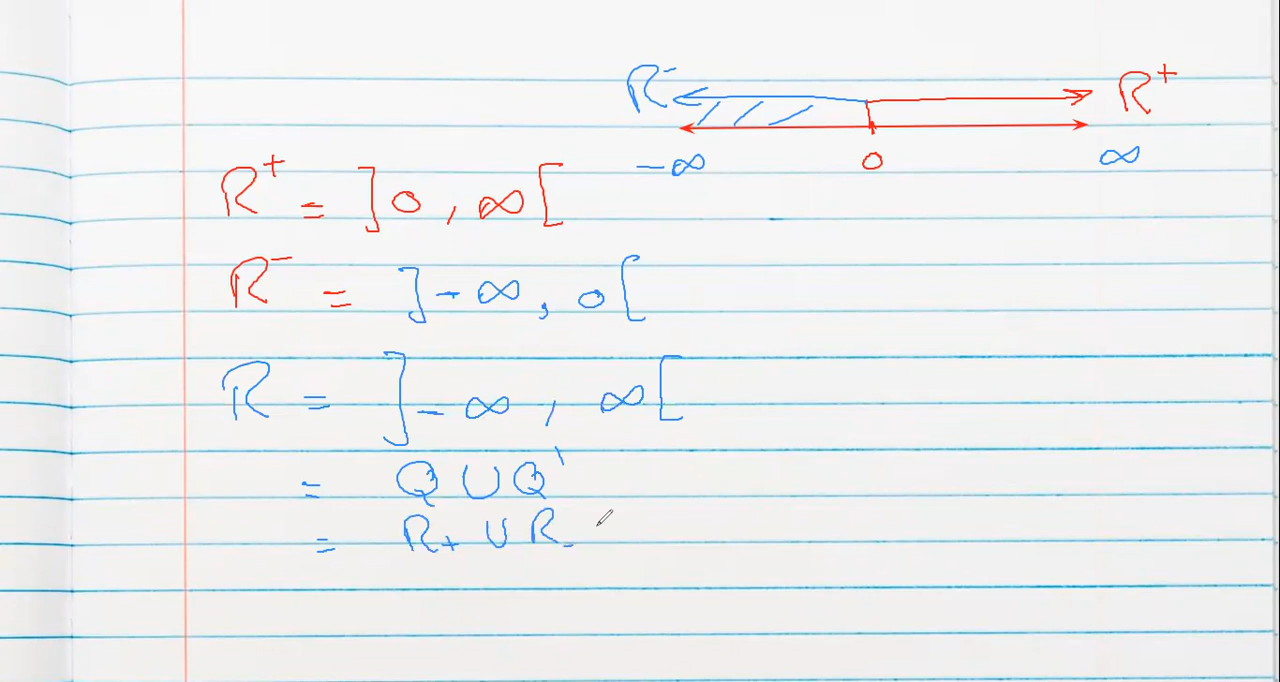 R⁻ R⁺
-∞ 0 ∞
R⁺ = ]0, ∞[
R⁻ = ]-∞, 0[
R = ]-∞, ∞[
= Q ∪ Q'
= R₊ ∪ R₋